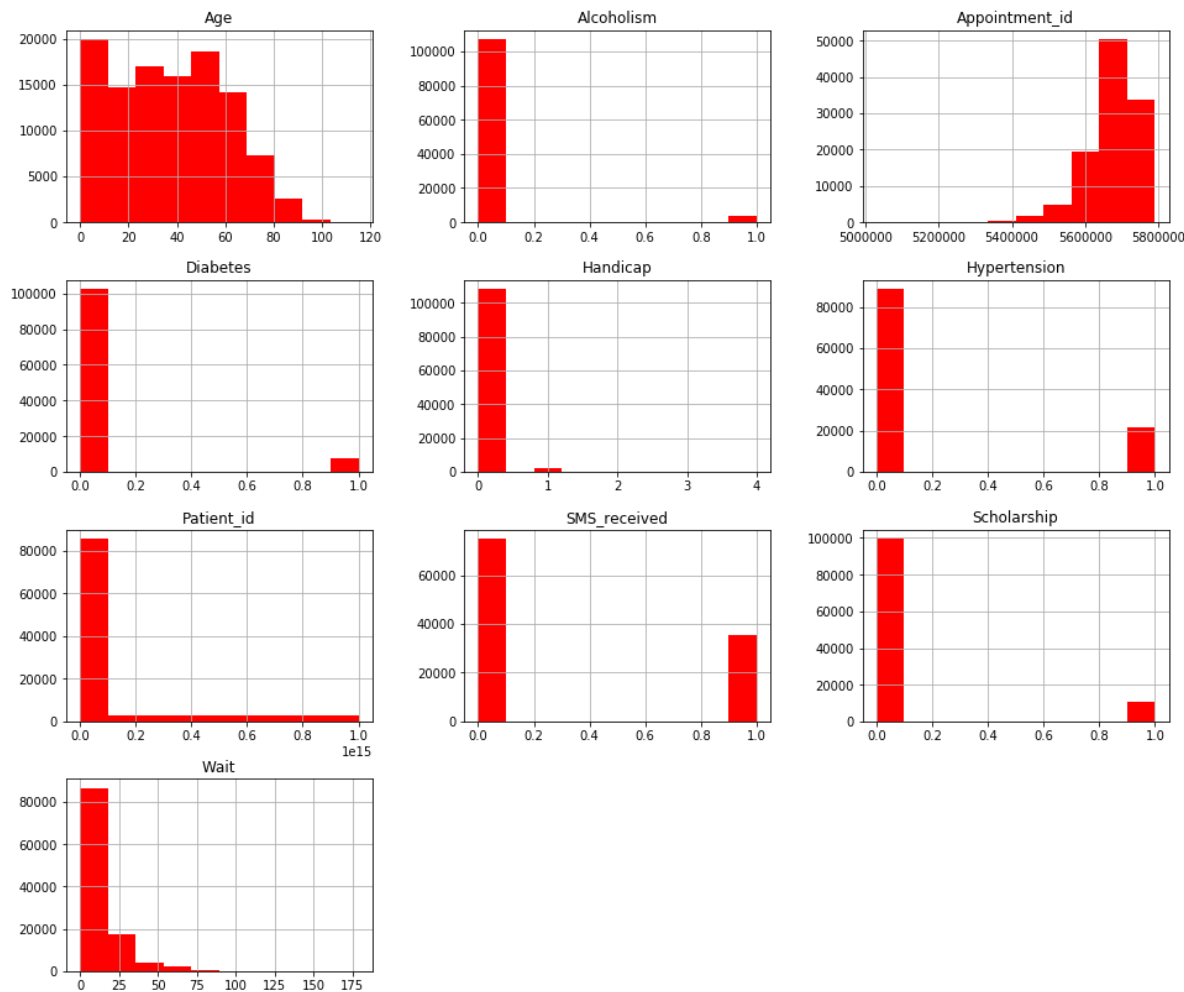 Age
20000
15000
10000
5000
0
0 20 40 60 80 100 120
Alcoholism
100000
80000
60000
40000
20000
0
0.0 0.2 0.4 0.6 0.8 1.0
Appointment_id
50000
40000
30000
20000
10000
0
5000000 5200000 5400000 5600000 5800000
Diabetes
100000
80000
60000
40000
20000
0
0.0 0.2 0.4 0.6 0.8 1.0
Handicap
100000
80000
60000
40000
20000
0
0 1 2 3 4
Hypertension
80000
60000
40000
20000
0
0.0 0.2 0.4 0.6 0.8 1.0
Patient_id
80000
60000
40000
20000
0
0.0 0.2 0.4 0.6 0.8 1.0
1e15
SMS_received
60000
40000
20000
0
0.0 0.2 0.4 0.6 0.8 1.0
Scholarship
100000
80000
60000
40000
20000
0
0.0 0.2 0.4 0.6 0.8 1.0
Wait
80000
60000
40000
20000
0
0 25 50 75 100 125 150 175